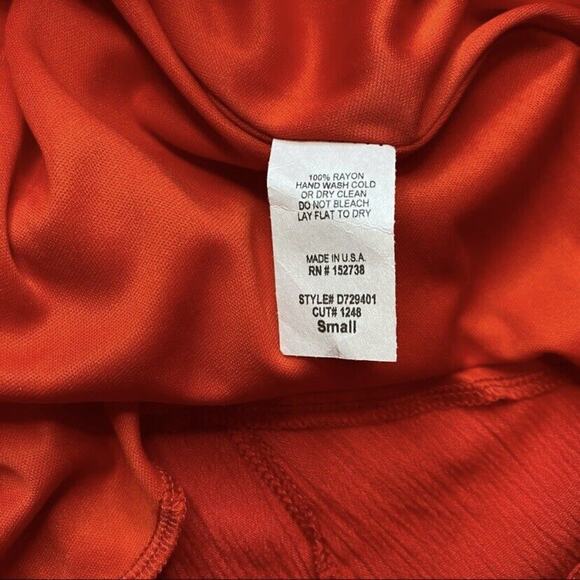 100% RAYON
HAND WASH COLD
OR DRY CLEAN
DO NOT BLEACH
LAY FLAT TO DRY
MADE IN U.S.A.
RN # 152738
STYLE# D729401
CUT# 1248
Small